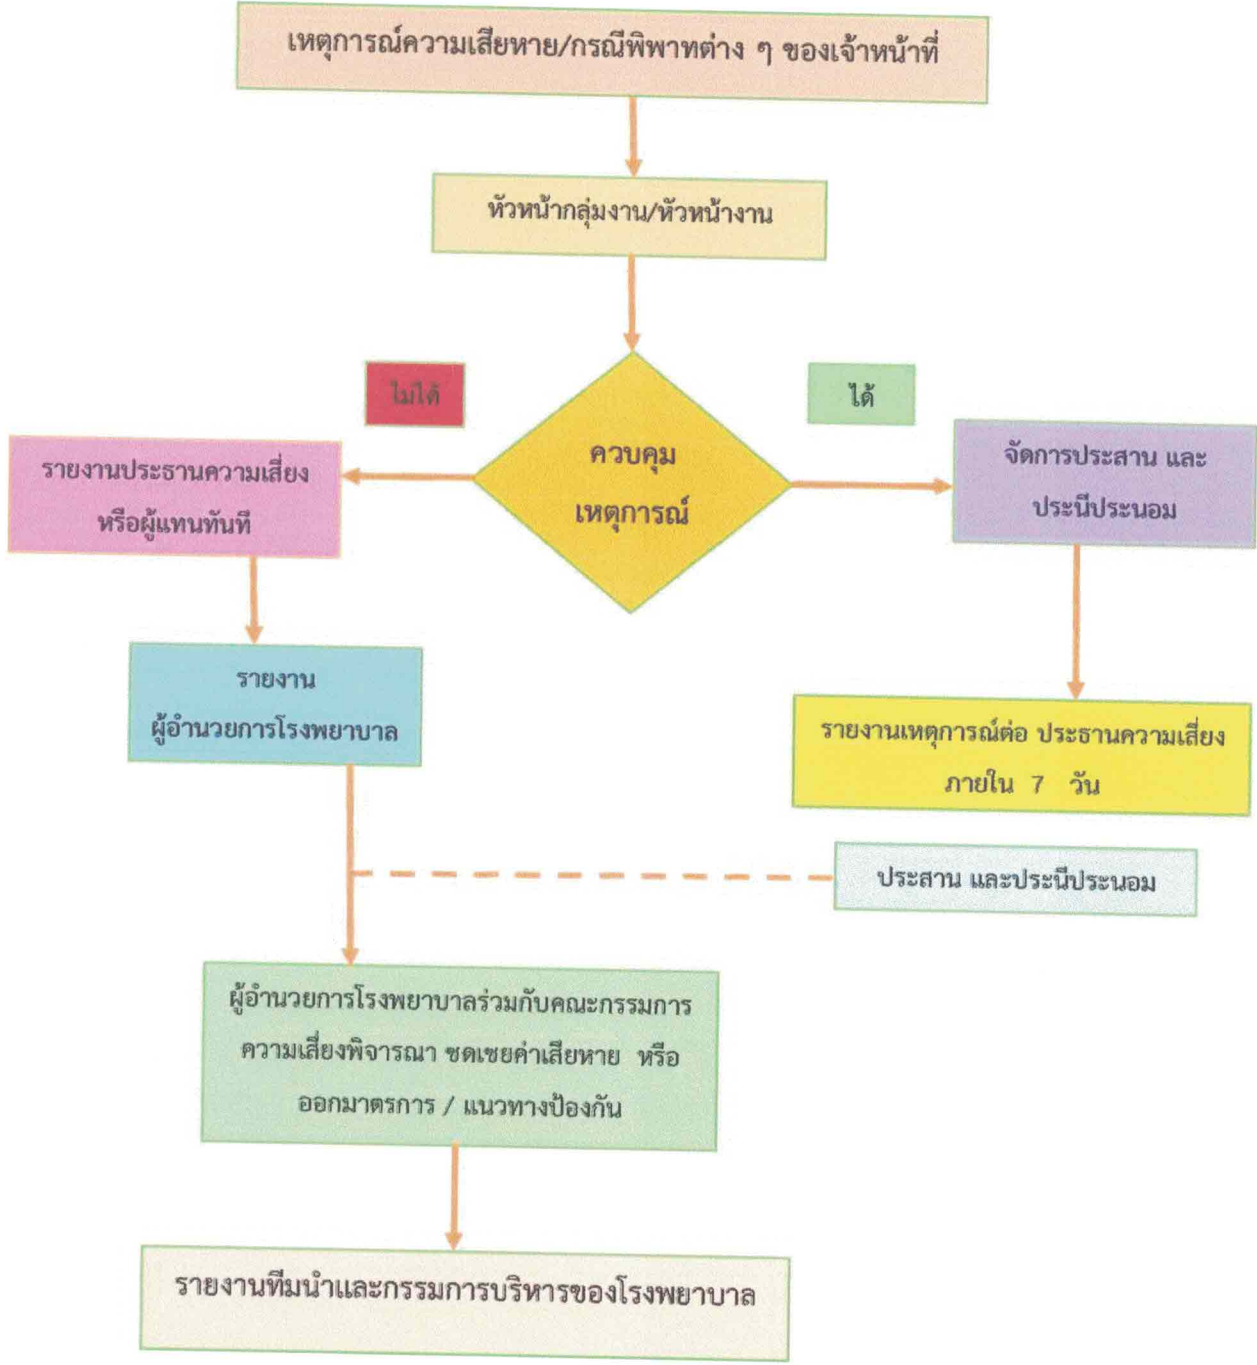 เหตุการณ์ความเสียหาย/กรณีพิพาทต่าง ๆ ของเจ้าหน้าที่
หัวหน้ากลุ่มงาน/หัวหน้างาน
ไม่ได้
ได้
ควบคุม
เหตุการณ์
รายงานประธานความเสี่ยง
หรือผู้แทนทันที
จัดการประสาน และ
ประนีประนอม
รายงาน
ผู้อำนวยการโรงพยาบาล
รายงานเหตุการณ์ต่อ ประธานความเสี่ยง
ภายใน 7 วัน
ประสาน และประนีประนอม
ผู้อำนวยการโรงพยาบาลร่วมกับคณะกรรมการ
ความเสี่ยงพิจารณา ชดเชยค่าเสียหาย หรือ
ออกมาตรการ / แนวทางป้องกัน
รายงานทีมนำและกรรมการบริหารของโรงพยาบาล